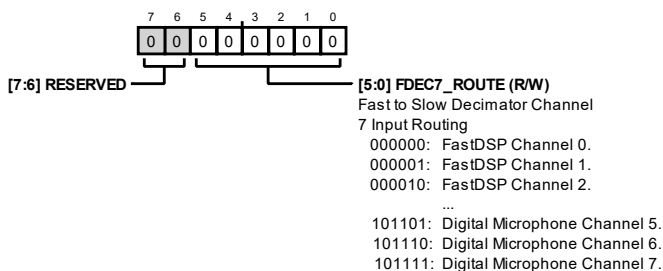 7 6 5 4 3 2 1 0
0 0 0 0 0 0 0 0
[7:6] RESERVED
[5:0] FDEC7_ROUTE (R/W)
Fast to Slow Decimator Channel
7 Input Routing
000000: FastDSP Channel 0.
000001: FastDSP Channel 1.
000010: FastDSP Channel 2.
...
101101: Digital Microphone Channel 5.
101110: Digital Microphone Channel 6.
101111: Digital Microphone Channel 7.